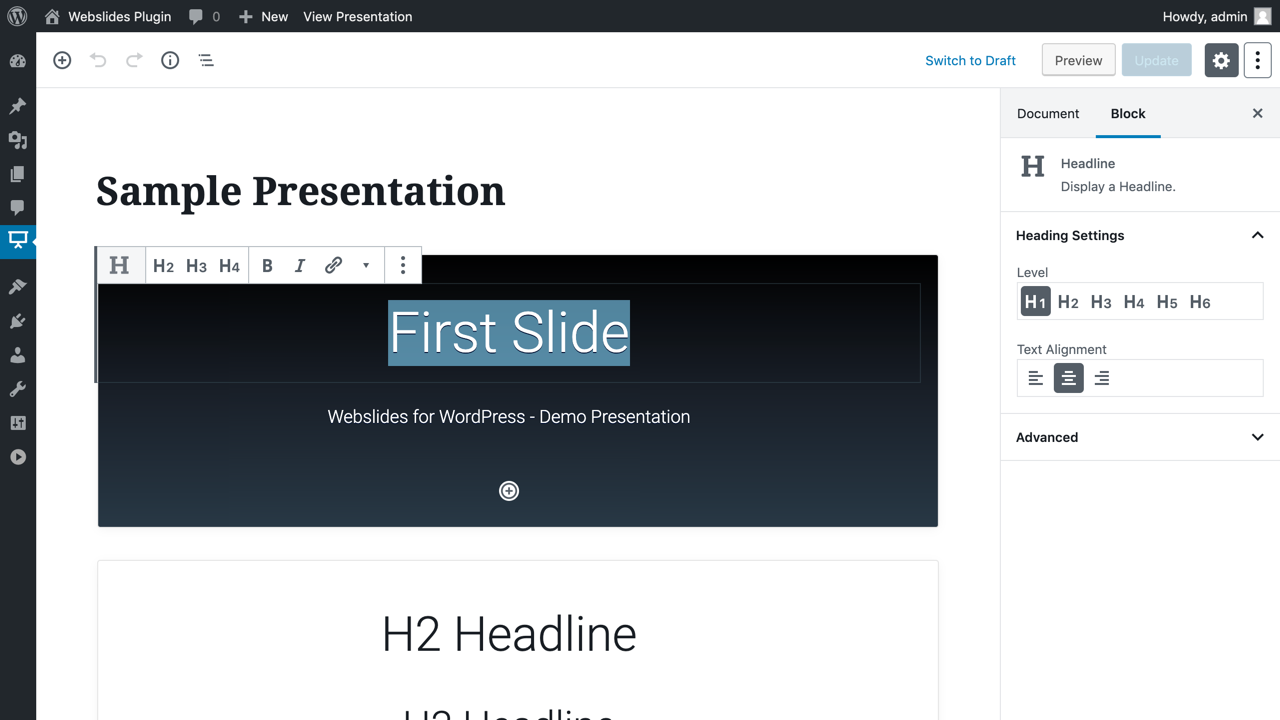 Webslides Plugin 0 New View Presentation Howdy, admin
Switch to Draft Preview Update
Document Block
Headline
Display a Headline.
Sample Presentation
Heading Settings
H H2 H3 H4 B I
Level
H1 H2 H3 H4 H5 H6
First Slide
Text Alignment
Webslides for WordPress - Demo Presentation
Advanced
H2 Headline